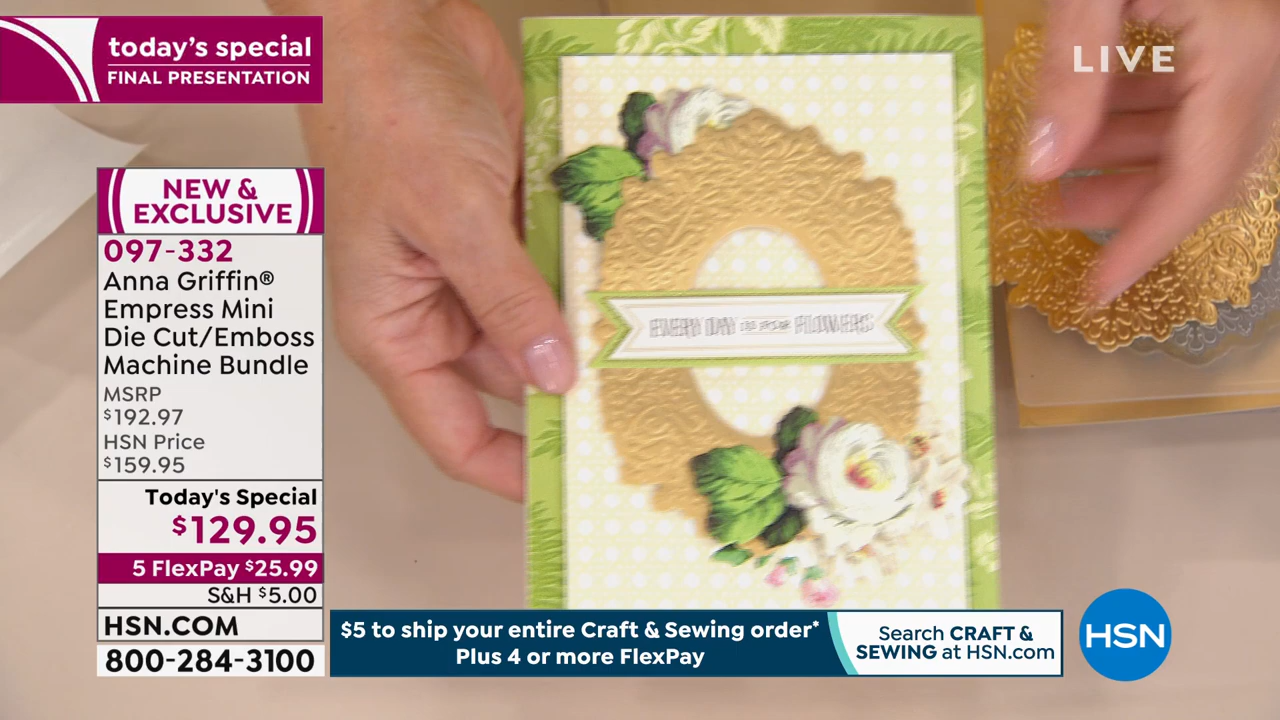 today's special
FINAL PRESENTATION
LIVE
NEW &
EXCLUSIVE
097-332
Anna Griffin®
Empress Mini
Die Cut/Emboss
Machine Bundle
MSRP
$192.97
HSN Price
$159.95
Today's Special
$129.95
5 FlexPay $25.99
S&H $5.00
HSN.COM
800-284-3100
EVERY DAY FLOWERS
$5 to ship your entire Craft & Sewing order*
Plus 4 or more FlexPay
Search CRAFT &
SEWING at HSN.com
HSN